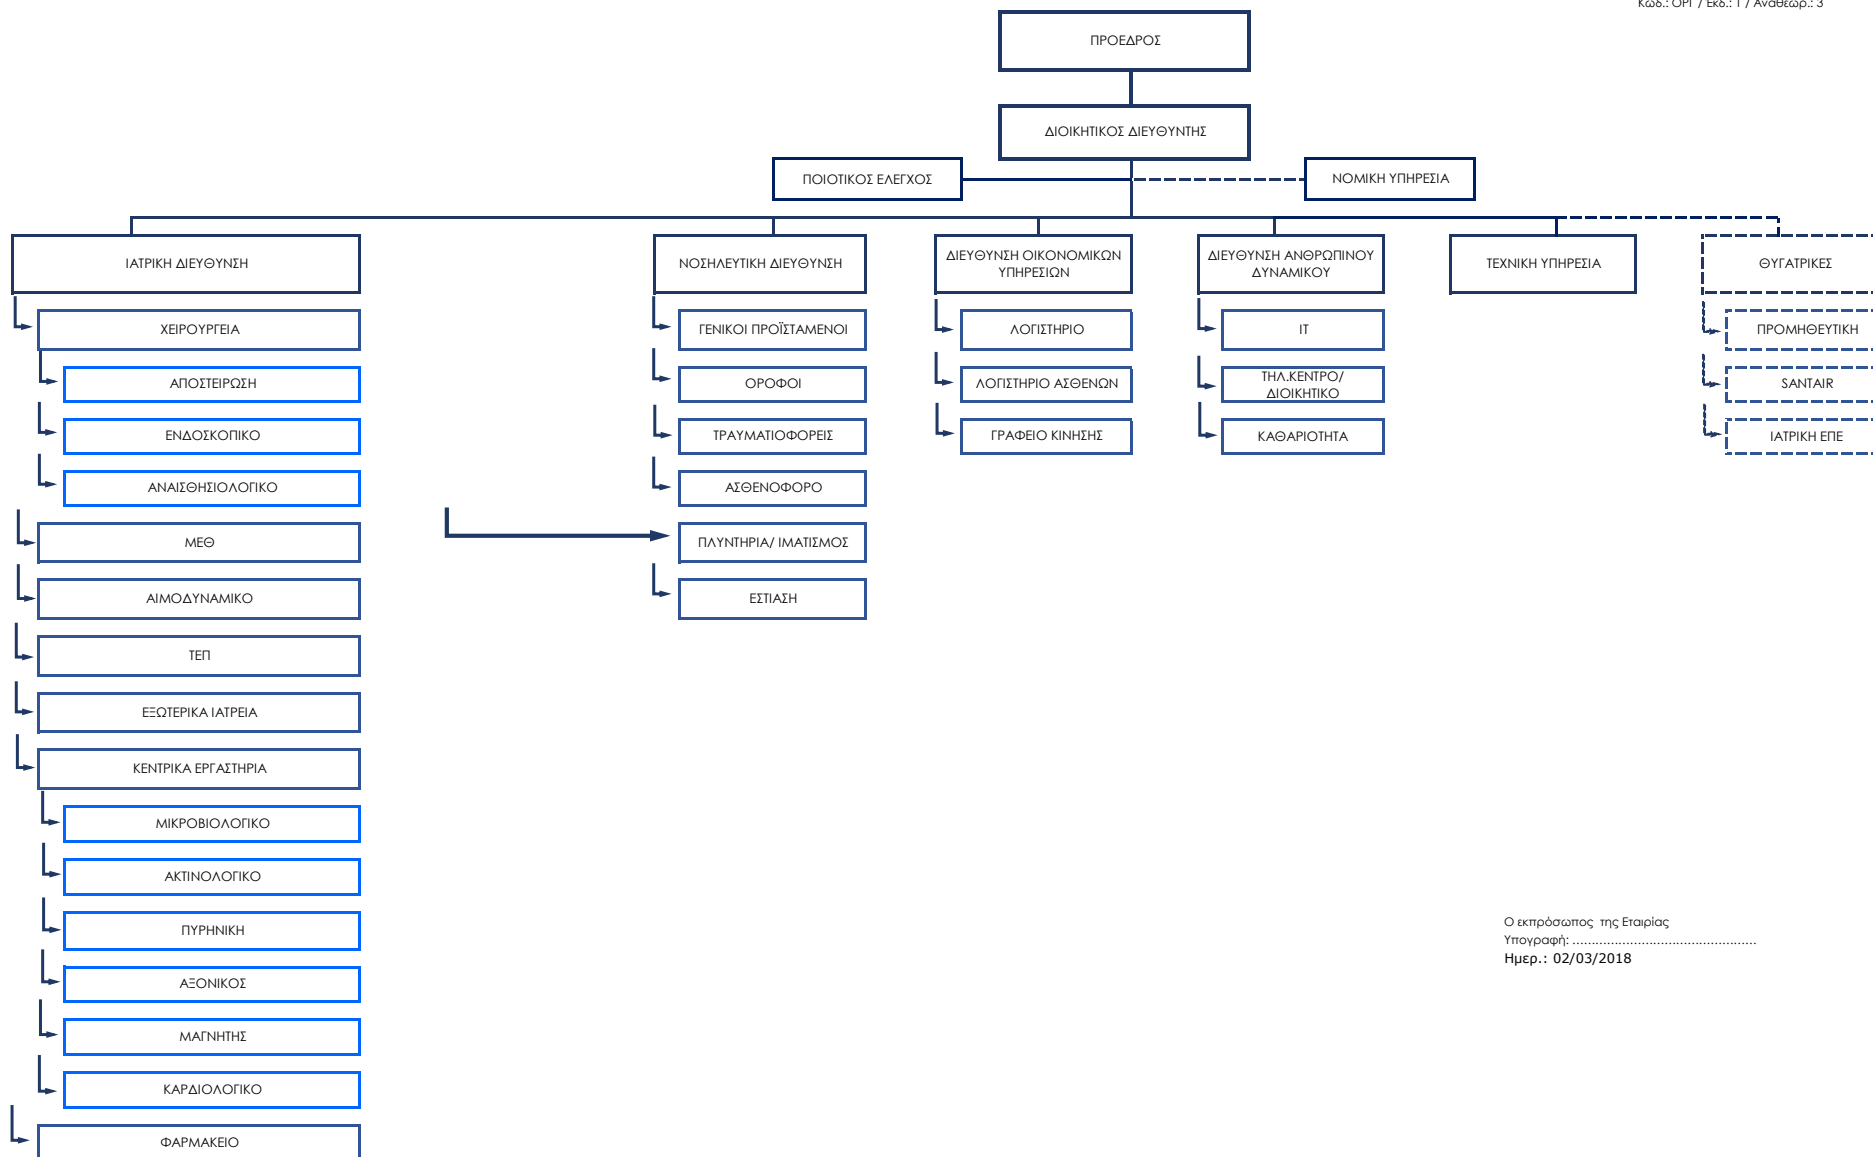 Κωδ.: ΟΡΓ / Έκδ.: 1 / Αναθεώρ.: 3
ΠΡΟΕΔΡΟΣ
ΔΙΟΙΚΗΤΙΚΟΣ ΔΙΕΥΘΥΝΤΗΣ
ΠΟΙΟΤΙΚΟΣ ΕΛΕΓΧΟΣ
ΝΟΜΙΚΗ ΥΠΗΡΕΣΙΑ
ΙΑΤΡΙΚΗ ΔΙΕΥΘΥΝΣΗ
ΧΕΙΡΟΥΡΓΕΙΑ
ΑΠΟΣΤΕΙΡΩΣΗ
ΕΝΔΟΣΚΟΠΙΚΟ
ΑΝΑΙΣΘΗΣΙΟΛΟΓΙΚΟ
ΜΕΘ
ΑΙΜΟΔΥΝΑΜΙΚΟ
ΤΕΠ
ΕΞΩΤΕΡΙΚΑ ΙΑΤΡΕΙΑ
ΚΕΝΤΡΙΚΑ ΕΡΓΑΣΤΗΡΙΑ
ΜΙΚΡΟΒΙΟΛΟΓΙΚΟ
ΑΚΤΙΝΟΛΟΓΙΚΟ
ΠΥΡΗΝΙΚΗ
ΑΞΟΝΙΚΟΣ
ΜΑΓΝΗΤΗΣ
ΚΑΡΔΙΟΛΟΓΙΚΟ
ΦΑΡΜΑΚΕΙΟ
ΝΟΣΗΛΕΥΤΙΚΗ ΔΙΕΥΘΥΝΣΗ
ΓΕΝΙΚΟΙ ΠΡΟΪΣΤΑΜΕΝΟΙ
ΟΡΟΦΟΙ
ΤΡΑΥΜΑΤΙΟΦΟΡΕΙΣ
ΑΣΘΕΝΟΦΟΡΟ
ΠΛΥΝΤΗΡΙΑ/ ΙΜΑΤΙΣΜΟΣ
ΕΣΤΙΑΣΗ
ΔΙΕΥΘΥΝΣΗ ΟΙΚΟΝΟΜΙΚΩΝ
ΥΠΗΡΕΣΙΩΝ
ΛΟΓΙΣΤΗΡΙΟ
ΛΟΓΙΣΤΗΡΙΟ ΑΣΘΕΝΩΝ
ΓΡΑΦΕΙΟ ΚΙΝΗΣΗΣ
ΔΙΕΥΘΥΝΣΗ ΑΝΘΡΩΠΙΝΟΥ
ΔΥΝΑΜΙΚΟΥ
IT
ΤΗΛ.ΚΕΝΤΡΟ/
ΔΙΟΙΚΗΤΙΚΟ
ΚΑΘΑΡΙΟΤΗΤΑ
ΤΕΧΝΙΚΗ ΥΠΗΡΕΣΙΑ
ΘΥΓΑΤΡΙΚΕΣ
ΠΡΟΜΗΘΕΥΤΙΚΗ
SANTAIR
ΙΑΤΡΙΚΗ ΕΠΕ
Ο εκπρόσωπος της Εταιρίας
Υπογραφή: ................................................
Ημερ.: 02/03/2018